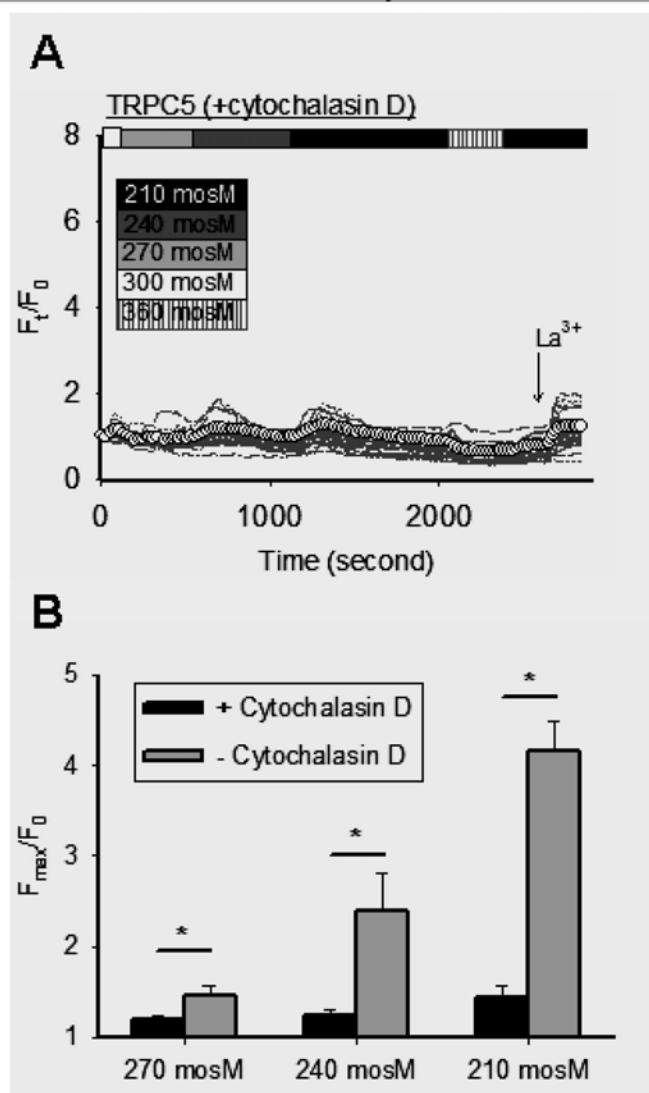 A
TRPC5 (+cytochalasin D)
8
210 mosM
240 mosM
270 mosM
300 mosM
360 mosM
6
4
2
0
Ft/F0
La3+
0 1000 2000
Time (second)
B
5
+ Cytochalasin D
- Cytochalasin D
4
3
2
1
Fmax/F0
*
*
*
270 mosM 240 mosM 210 mosM